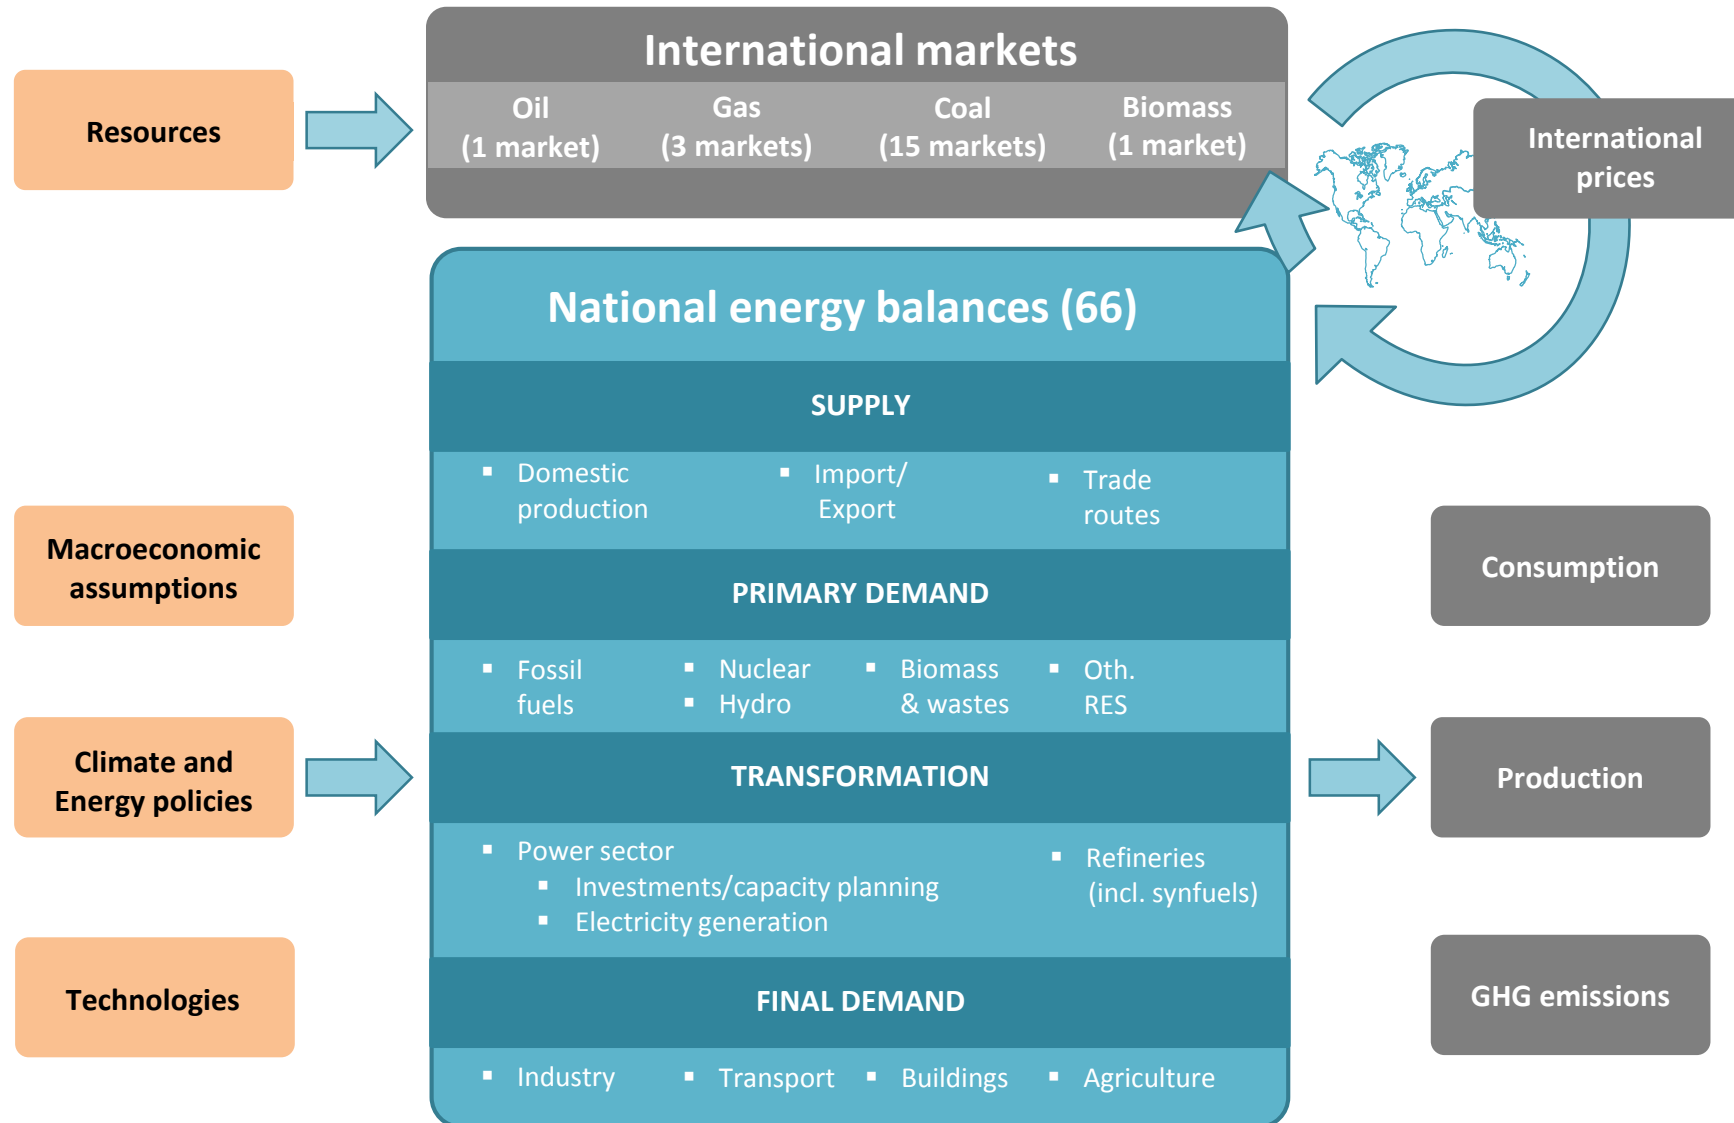 International markets
Oil
(1 market)
Gas
(3 markets)
Coal
(15 markets)
Biomass
(1 market)
Resources
International
prices
National energy balances (66)
SUPPLY
▪ Domestic
production
▪ Import/
Export
▪ Trade
routes
Macroeconomic
assumptions
Consumption
PRIMARY DEMAND
▪ Fossil
fuels
▪ Nuclear
▪ Hydro
▪ Biomass
& wastes
▪ Oth.
RES
Climate and
Energy policies
TRANSFORMATION
Production
▪ Power sector
▪ Investments/capacity planning
▪ Electricity generation
▪ Refineries
(incl. synfuels)
Technologies
FINAL DEMAND
GHG emissions
▪ Industry
▪ Transport
▪ Buildings
▪ Agriculture